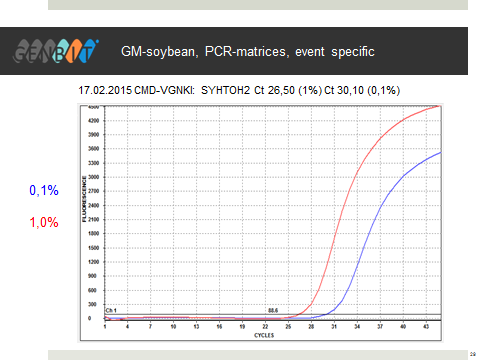 GENBIT
GM-soybean, PCR-matrices, event specific
17.02.2015 CMD-VGNKI: SYHTOH2 Ct 26,50 (1%) Ct 30,10 (0,1%)
0,1%
1,0%
FLUORESCENCE
4500
4200
3900
3600
3300
3000
2700
2400
2100
1800
1500
1200
900
600
300
0
Ch 1
88.6
1 4 7 10 13 16 19 22 25 28 31 34 37 40 43
CYCLES